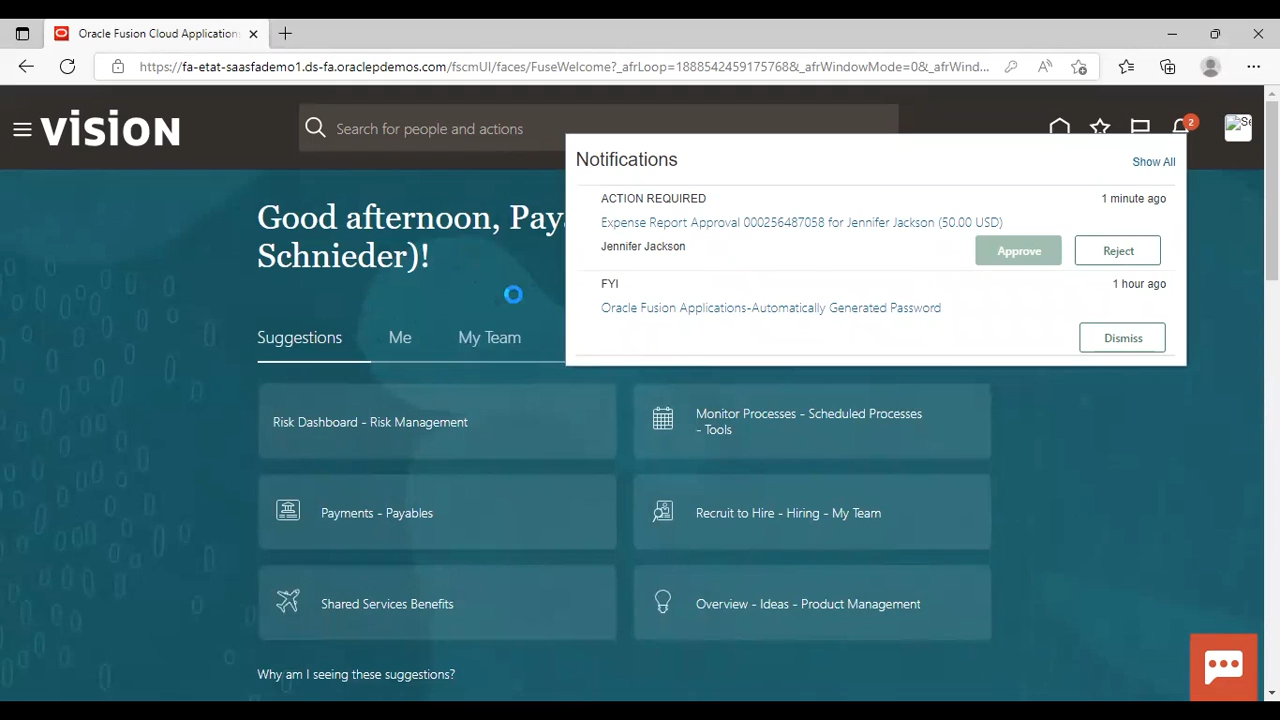 Oracle Fusion Cloud Applications
https://fa-etat-saasfademo1.ds-fa.oraclepdemos.com/fscmUI/faces/FuseWelcome?_afrLoop=18885424591757688&_afrWindowMode=0&_afrWind...
vision
Search for people and actions
2
Se
Notifications
Show All
ACTION REQUIRED
1 minute ago
Expense Report Approval 000256487058 for Jennifer Jackson (50.00 USD)
Jennifer Jackson
Approve
Reject
FYI
1 hour ago
Oracle Fusion Applications-Automatically Generated Password
Dismiss
Good afternoon, Pay
Schnieder)!
Suggestions
Me
My Team
Risk Dashboard - Risk Management
Monitor Processes - Scheduled Processes
- Tools
Payments - Payables
Recruit to Hire - Hiring - My Team
Shared Services Benefits
Overview - Ideas - Product Management
Why am I seeing these suggestions?